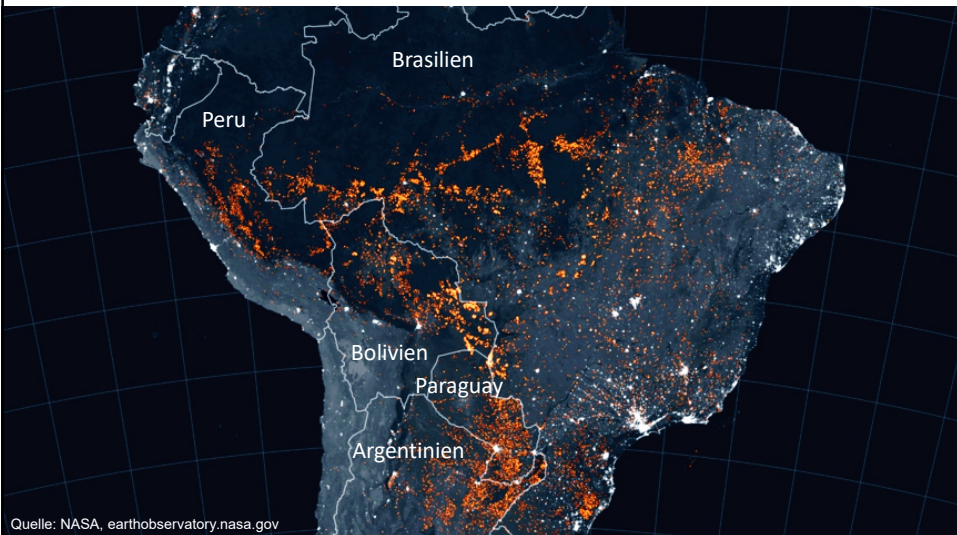 Brasilien
Peru
Bolivien
Paraguay
Argentinien
Quelle: NASA, earthobservatory.nasa.gov